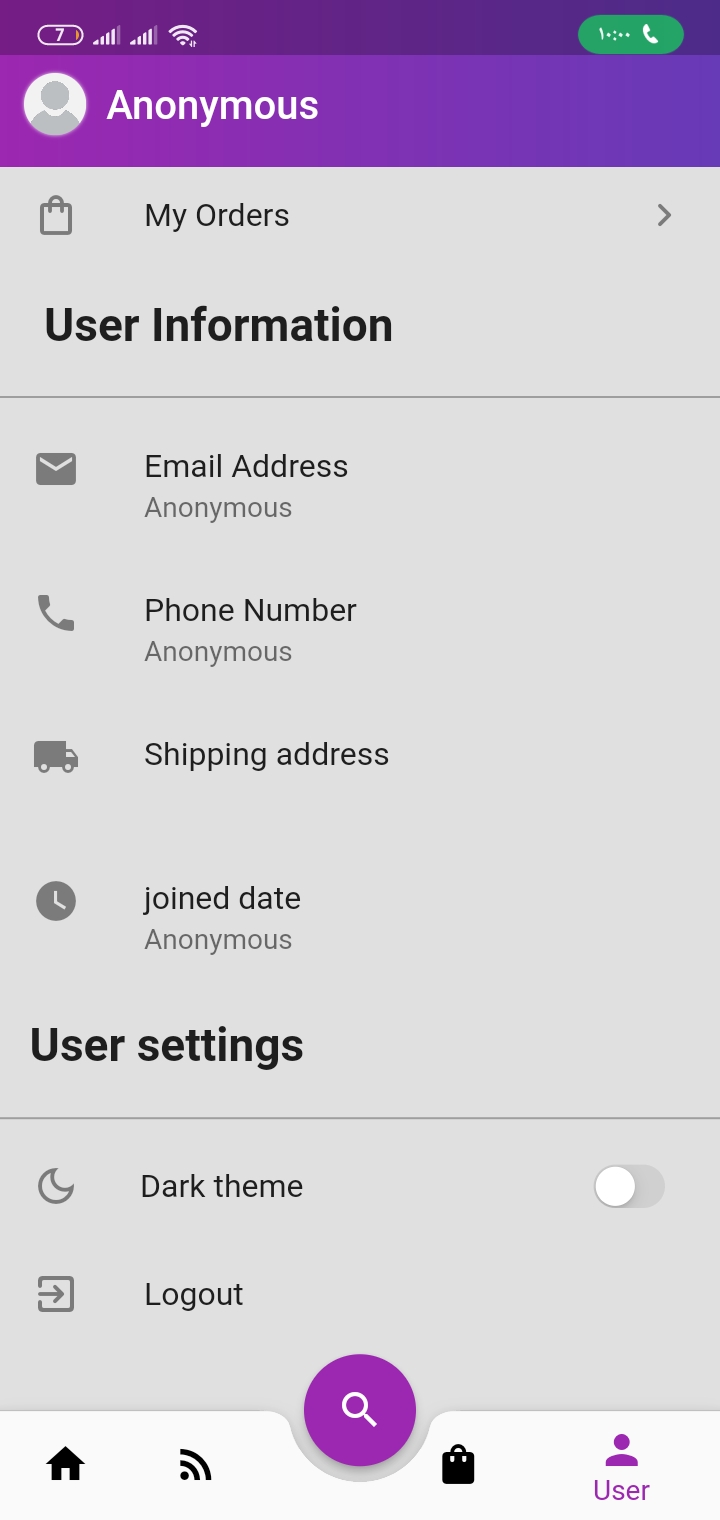 7
١٠:٠٠
Anonymous
My Orders
User Information
Email Address
Anonymous
Phone Number
Anonymous
Shipping address
joined date
Anonymous
User settings
Dark theme
Logout
User